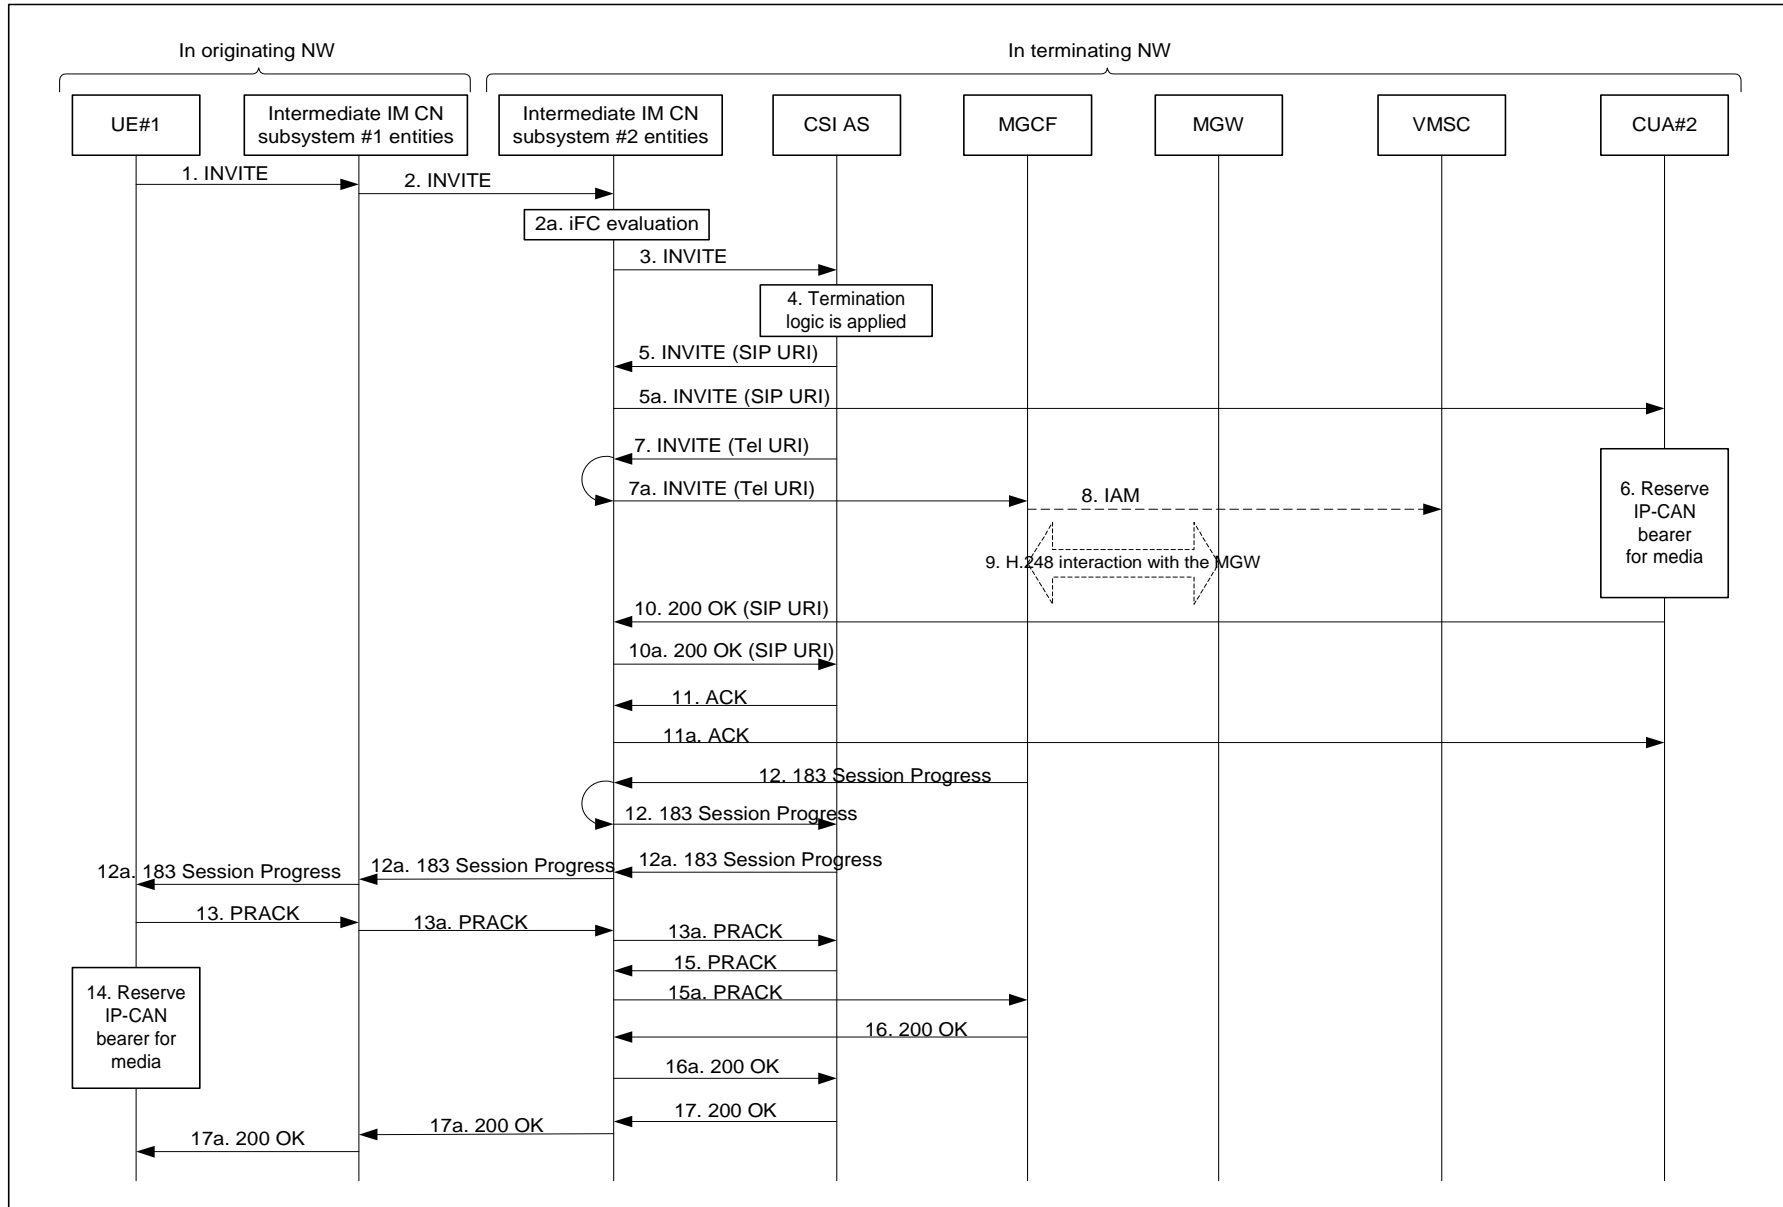 In originating NW
In terminating NW
UE#1
Intermediate IM CN
subsystem #1 entities
Intermediate IM CN
subsystem #2 entities
CSI AS
MGCF
MGW
VMSC
CUA#2
1. INVITE
2. INVITE
2a. iFC evaluation
3. INVITE
4. Termination
logic is applied
5. INVITE (SIP URI)
5a. INVITE (SIP URI)
7. INVITE (Tel URI)
7a. INVITE (Tel URI)
8. IAM
6. Reserve
IP-CAN
bearer
for media
9. H.248 interaction with the MGW
10. 200 OK (SIP URI)
10a. 200 OK (SIP URI)
11. ACK
11a. ACK
12. 183 Session Progress
12. 183 Session Progress
12a. 183 Session Progress
12a. 183 Session Progress
12a. 183 Session Progress
13. PRACK
13a. PRACK
13a. PRACK
15. PRACK
14. Reserve
IP-CAN
bearer for
media
15a. PRACK
16. 200 OK
16a. 200 OK
17. 200 OK
17a. 200 OK
17a. 200 OK